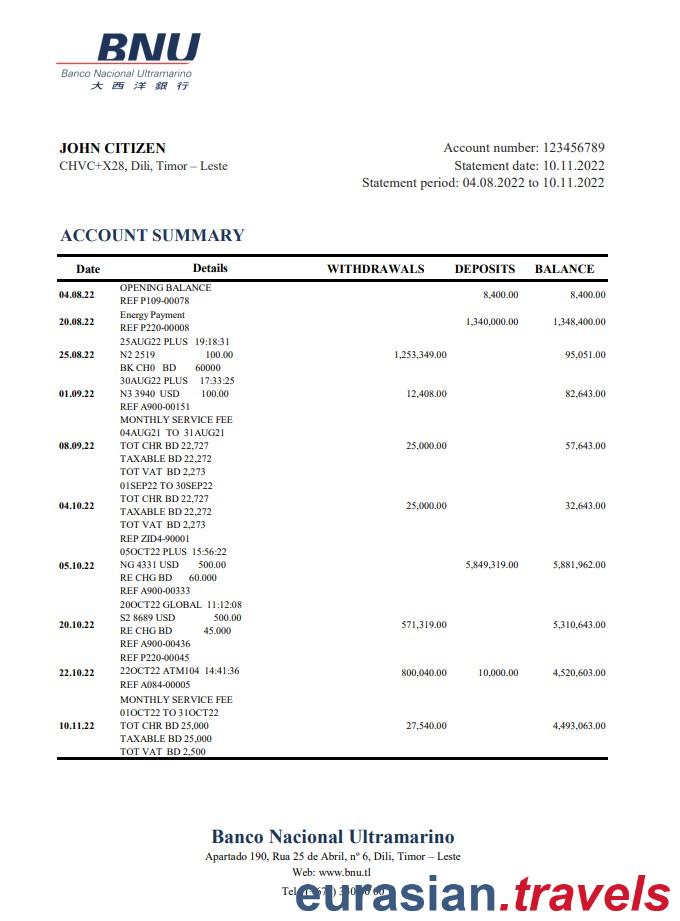 BNU
Banco Nacional Ultramarino
大西洋銀行
JOHN CITIZEN
CHVC+X28, Dili, Timor – Leste
Account number: 123456789
Statement date: 10.11.2022
Statement period: 04.08.2022 to 10.11.2022
ACCOUNT SUMMARY
Date Details WITHDRAWALS DEPOSITS BALANCE
OPENING BALANCE
04.08.22 8,400.00 8,400.00
REF P109-00078
Energy Payment
20.08.22 1,340,000.00 1,348,400.00
REF P220-00008
25AUG22 PLUS 19:18:31
25.08.22 N2 2519 100.00 1,253,349.00 95,051.00
BK CH0 BD 60000
30AUG22 PLUS 17:33:25
01.09.22 N3 3940 USD 100.00 12,408.00 82,643.00
REF A900-00151
MONTHLY SERVICE FEE
04AUG21 TO 31AUG21
08.09.22 TOT CHR BD 22,727 25,000.00 57,643.00
TAXABLE BD 22,272
TOT VAT BD 2,273
01SEP22 TO 30SEP22
04.10.22 TOT CHR BD 22,727 25,000.00 32,643.00
TAXABLE BD 22,272
TOT VAT BD 2,273
REP ZID4-90001
05OCT22 PLUS 15:56:22
05.10.22 NG 4331 USD 500.00 5,849,319.00 5,881,962.00
RE CHG BD 60.000
REF A900-00333
20OCT22 GLOBAL 11:12:08
S2 8689 USD 500.00
20.10.22 RE CHG BD 45.000 571,319.00 5,310,643.00
REF A900-00436
REF P220-00045
22.10.22 22OCT22 ATM104 14:41:36 800,040.00 10,000.00 4,520,603.00
REF A084-00005
MONTHLY SERVICE FEE
01OCT22 TO 31OCT22
10.11.22 TOT CHR BD 25,000 27,540.00 4,493,063.00
TAXABLE BD 25,000
TOT VAT BD 2,500
Banco Nacional Ultramarino
Apartado 190, Rua 25 de Abril, nº 6, Dili, Timor – Leste
Web: www.bnu.tl
Tel
eurasian.travels